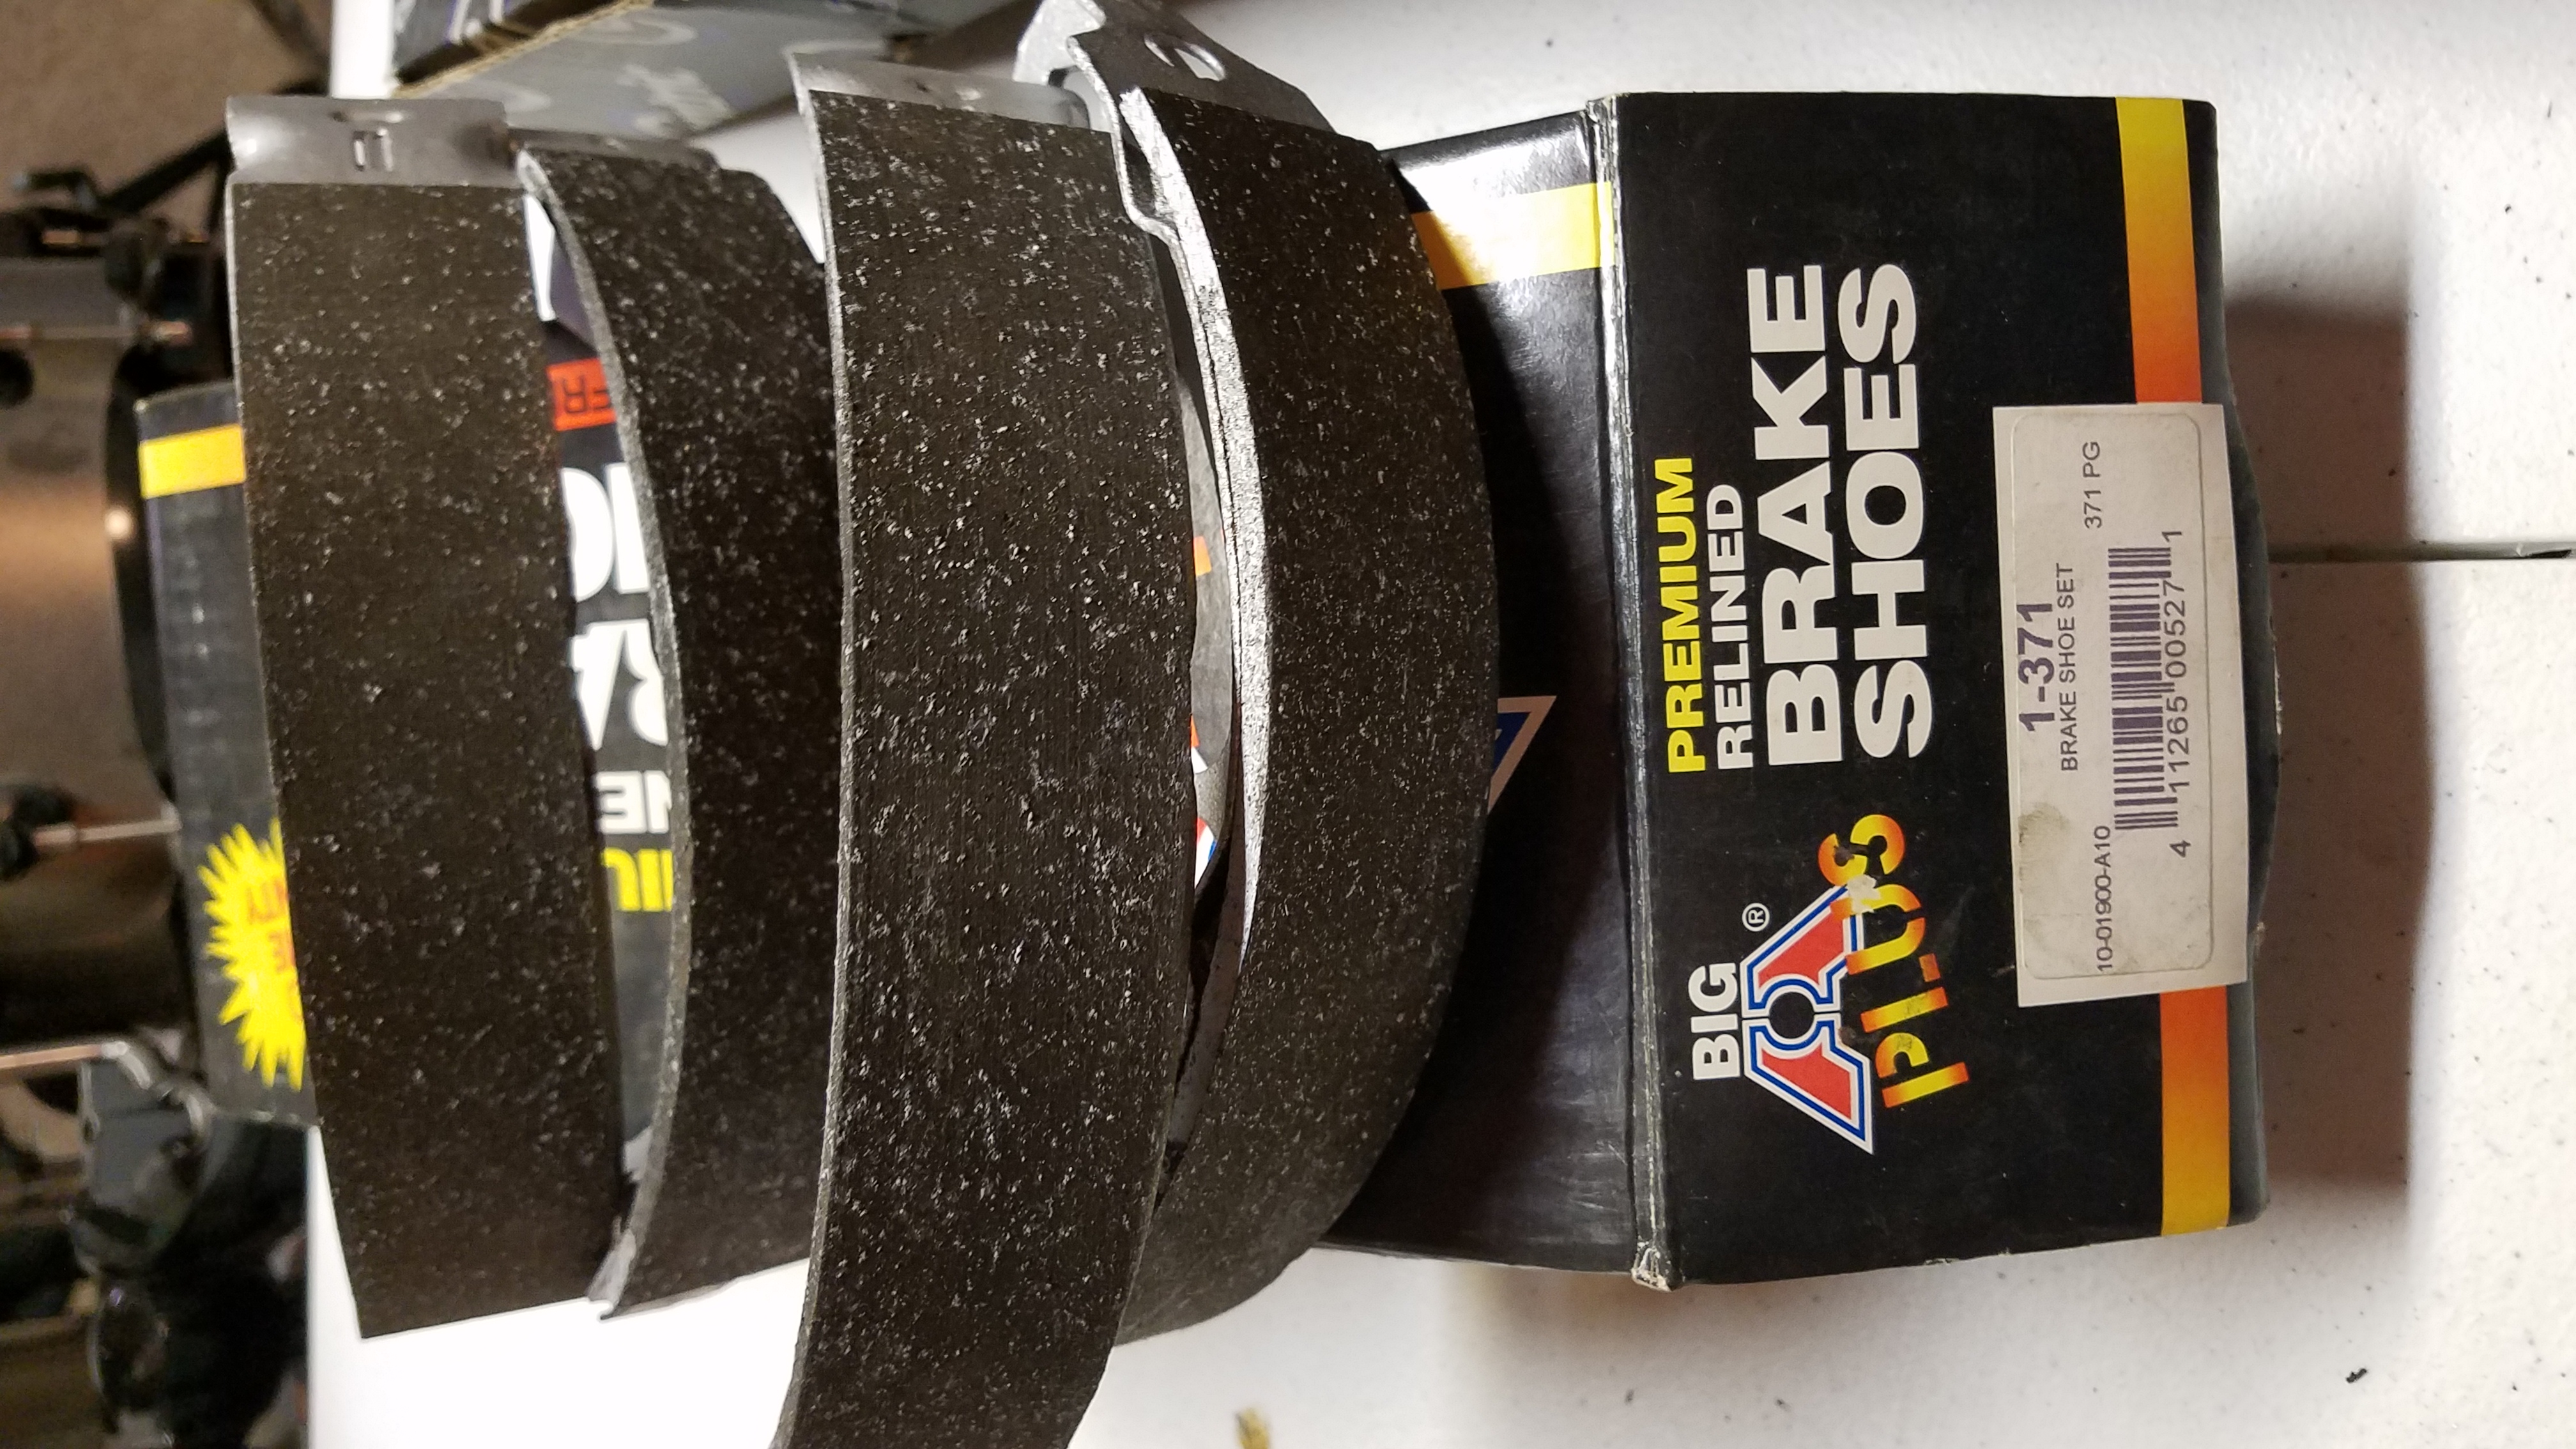 PREMIUM
RELINED
BRAKE
SHOES
BIG
A®
PLUS
1-371
BRAKE SHOE SET
371 PG
10-01900-A10
4 11265 00527 1